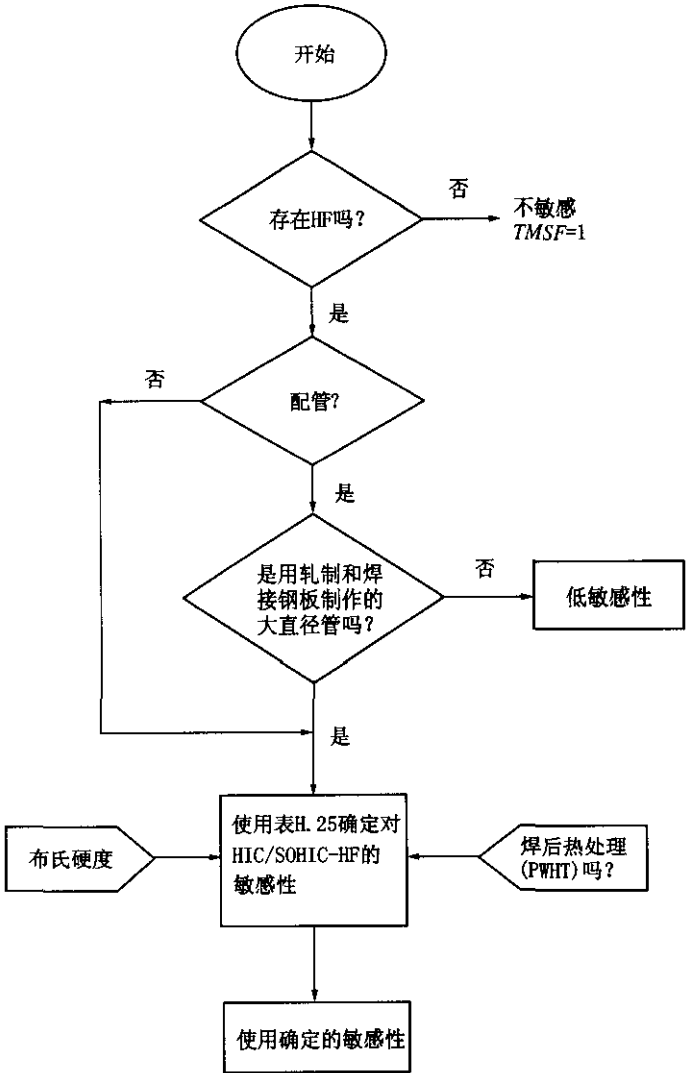 开始
存在HF吗?
否
不敏感
TMSF=1
是
否
配管?
是
是用轧制和焊
接钢板制作的
大直径管吗?
否
低敏感性
是
布氏硬度
使用表H.25确定对
HIC/SOHIC-HF的
敏感性
焊后热处理
(PWHT)吗?
使用确定的敏感性